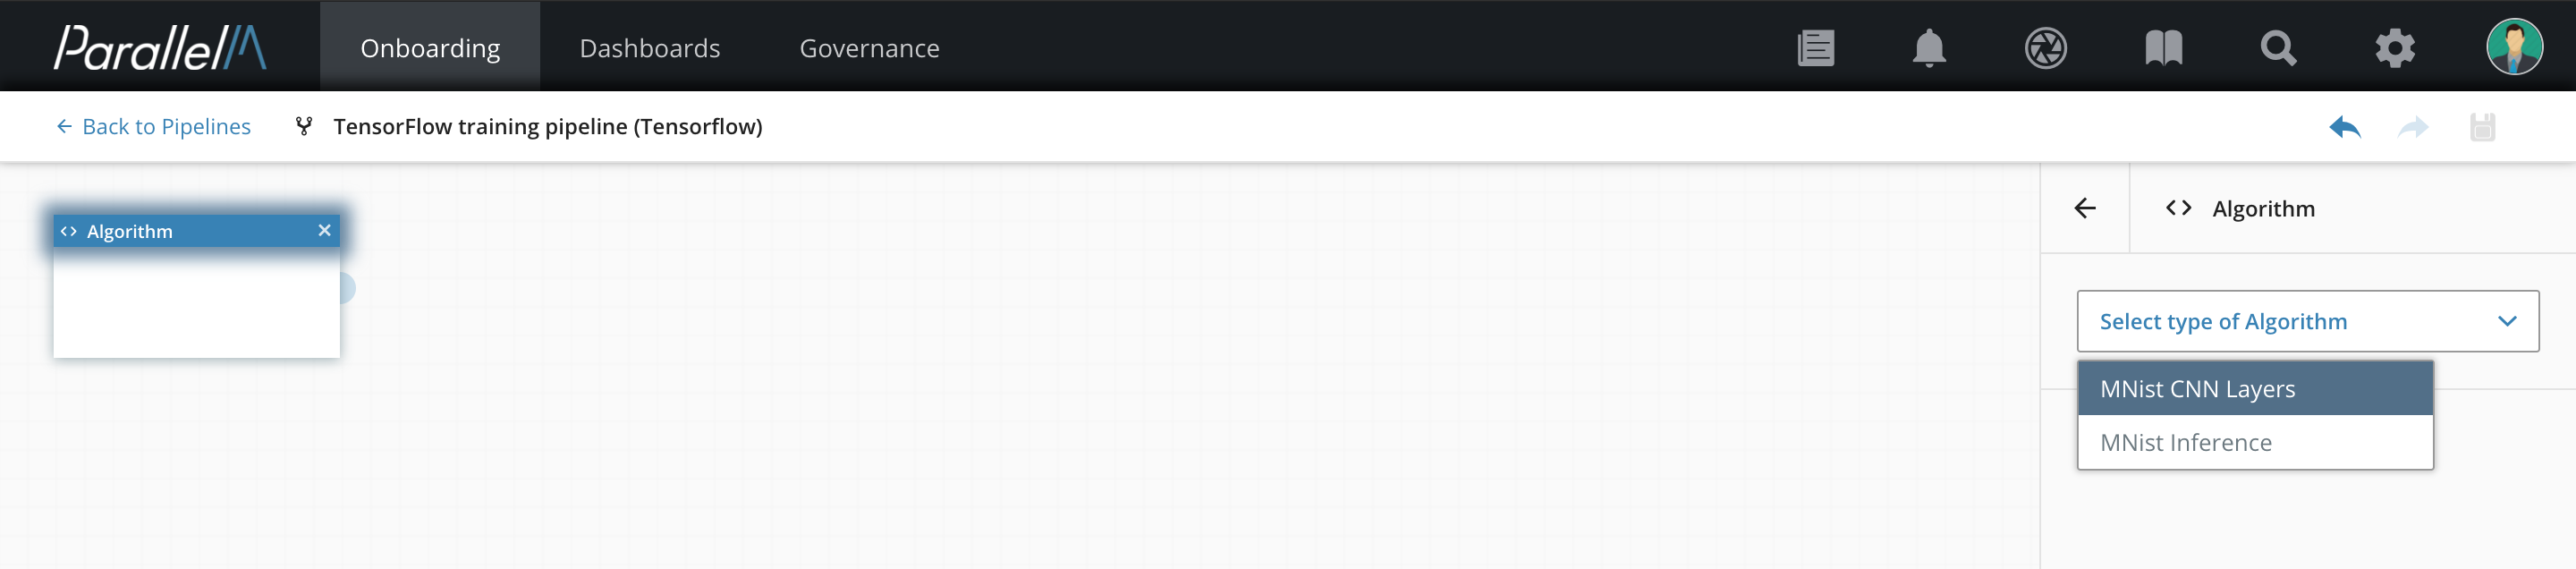 ParallelM Onboarding Dashboards Governance
← Back to Pipelines TensorFlow training pipeline (Tensorflow)
<> Algorithm ×
← <> Algorithm
Select type of Algorithm
MNist CNN Layers
MNist Inference